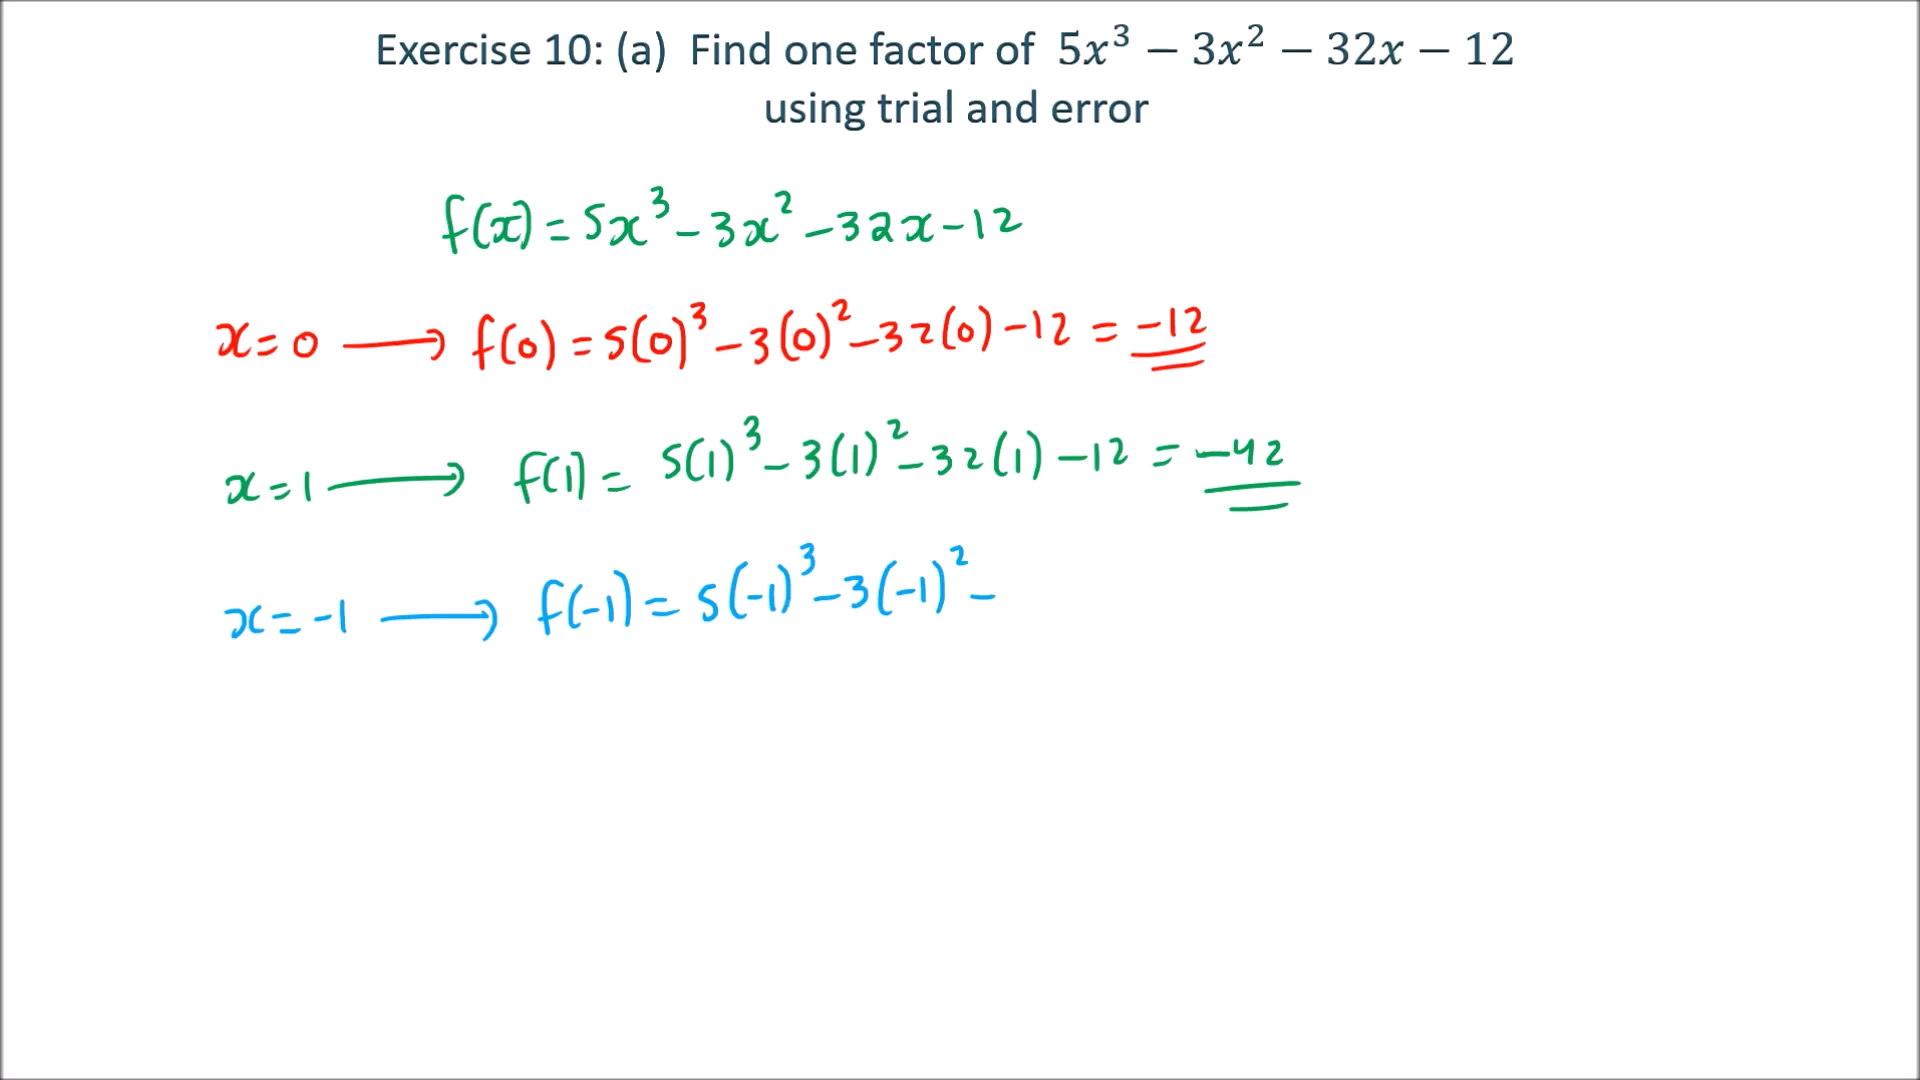 Exercise 10: (a) Find one factor of 5x³ − 3x² − 32x − 12
using trial and error
f(x) = 5x³ − 3x² − 32x − 12
x = 0 ⟶ f(0) = 5(0)³ − 3(0)² − 32(0) − 12 = −12
x = 1 ⟶ f(1) = 5(1)³ − 3(1)² − 32(1) − 12 = −42
x = −1 ⟶ f(−1) = 5(−1)³ − 3(−1)² −